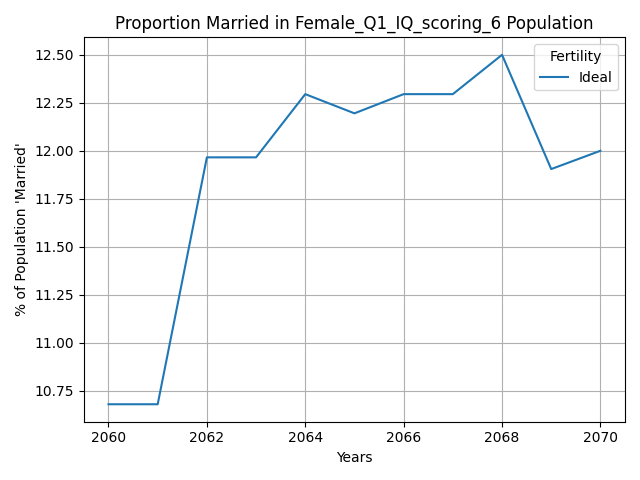 Proportion Married in Female_Q1_IQ_scoring_6 Population
Fertility
Ideal
% of Population 'Married'
12.50
12.25
12.00
11.75
11.50
11.25
11.00
10.75
2060
2062
2064
2066
2068
2070
Years